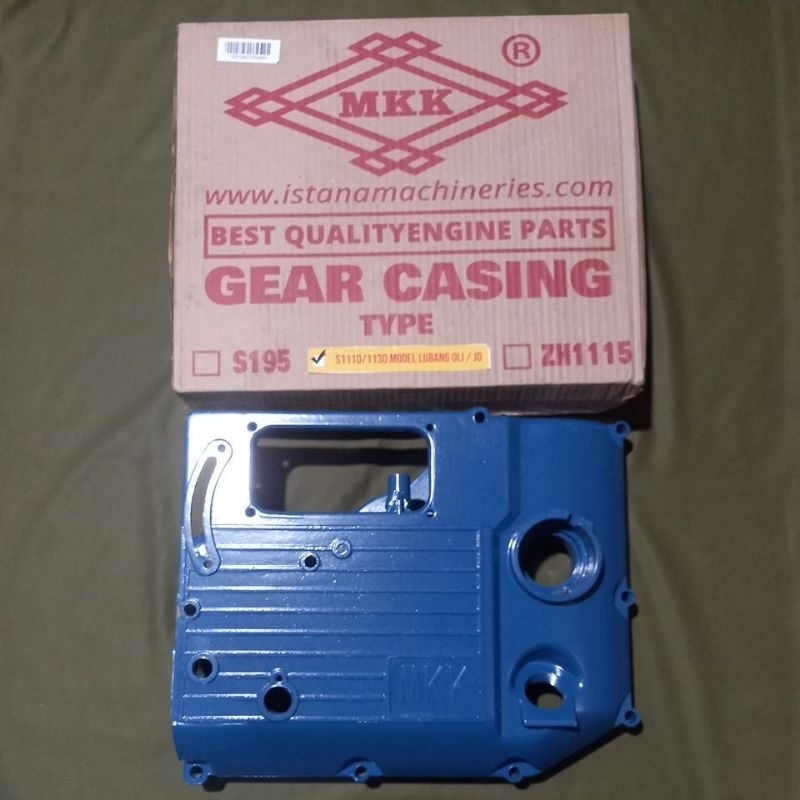 MKK
®
www.istanamachineries.com
BEST QUALITYENGINE PARTS
GEAR CASING
TYPE
S195
S1110/1130 MODEL LUBANG OLI / JD
ZH1115
MKK